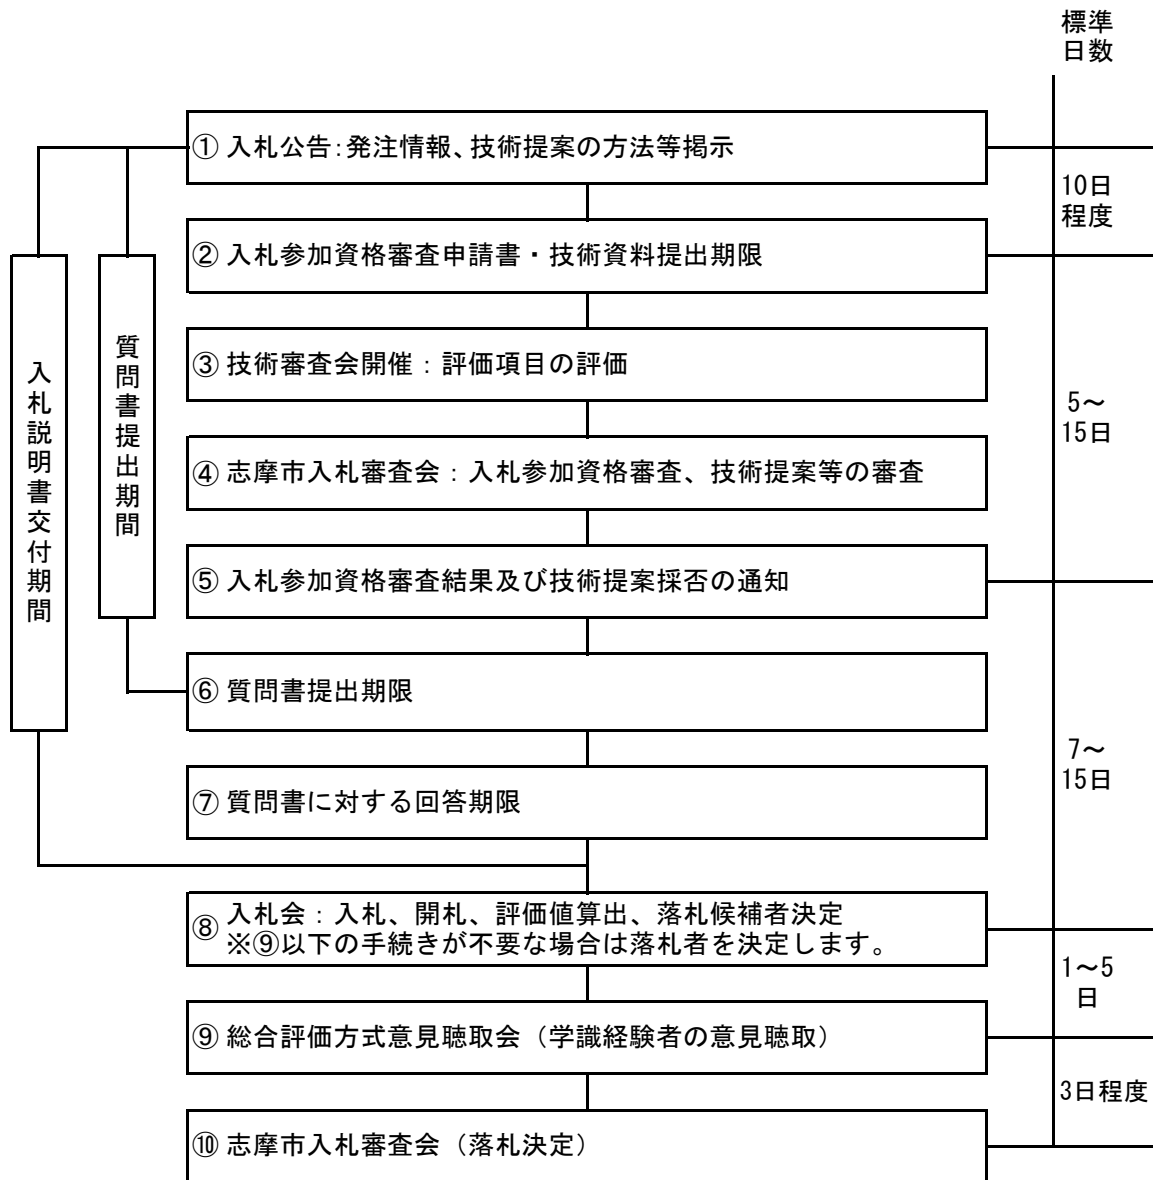 標準
日数
① 入札公告:発注情報、技術提案の方法等掲示
10日
程度
② 入札参加資格審査申請書・技術資料提出期限
入札説明書交付期間
質問書提出期間
③ 技術審査会開催:評価項目の評価
5～
15日
④ 志摩市入札審査会:入札参加資格審査、技術提案等の審査
⑤ 入札参加資格審査結果及び技術提案採否の通知
⑥ 質問書提出期限
7～
15日
⑦ 質問書に対する回答期限
⑧ 入札会:入札、開札、評価値算出、落札候補者決定
※⑨以下の手続きが不要な場合は落札者を決定します。
1～5
日
⑨ 総合評価方式意見聴取会(学識経験者の意見聴取)
3日程度
⑩ 志摩市入札審査会(落札決定)